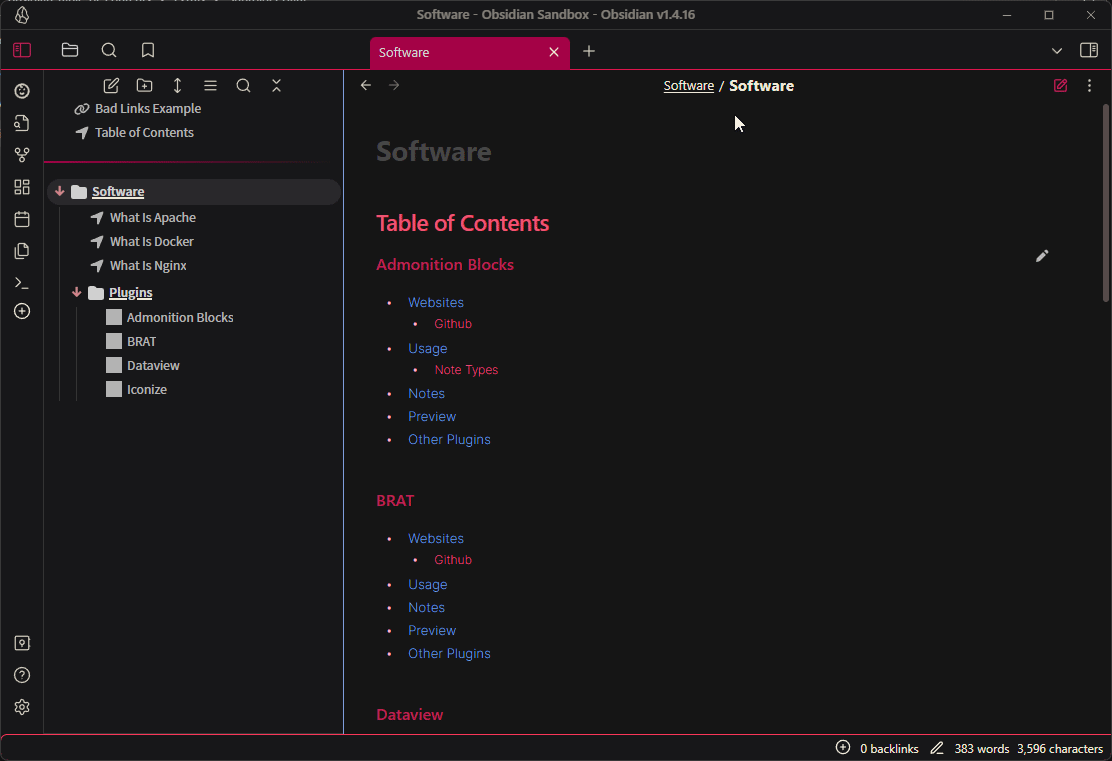 Software - Obsidian Sandbox - Obsidian v1.4.16
Software
Software / Software
Bad Links Example
Table of Contents
Software
What Is Apache
What Is Docker
What Is Nginx
Plugins
Admonition Blocks
BRAT
Dataview
Iconize
Software
Table of Contents
Admonition Blocks
Websites
Github
Usage
Note Types
Notes
Preview
Other Plugins
BRAT
Websites
Github
Usage
Notes
Preview
Other Plugins
Dataview
0 backlinks 383 words 3,596 characters